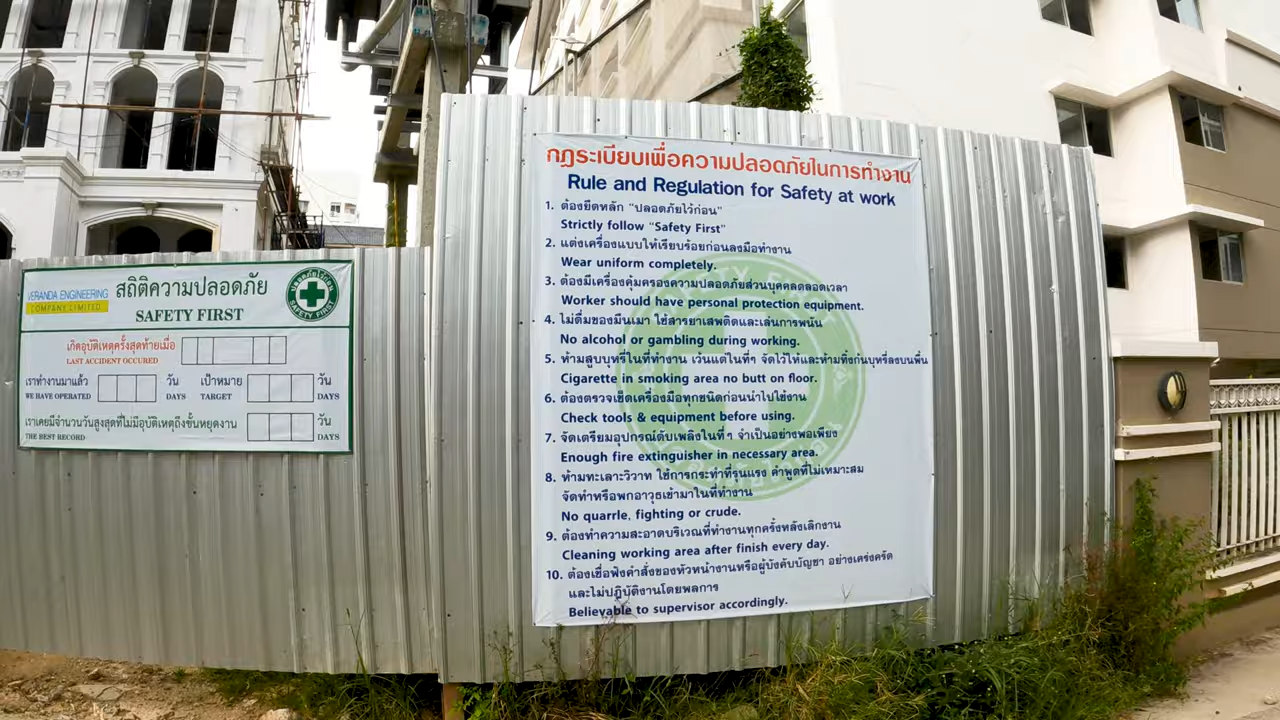 VERANDA ENGINEERING
COMPANY LIMITED
สถิติความปลอดภัย
SAFETY FIRST
ปลอดภัยไว้ก่อน
SAFETY FIRST
เกิดอุบัติเหตุครั้งสุดท้ายเมื่อ
LAST ACCIDENT OCCURED
เราทำงานมาแล้ว วัน เป้าหมาย วัน
WE HAVE OPERATED DAYS TARGET DAYS
เราเคยมีจำนวนวันสูงสุดที่ไม่มีอุบัติเหตุถึงขั้นหยุดงาน วัน
THE BEST RECORD DAYS
กฎระเบียบเพื่อความปลอดภัยในการทำงาน
Rule and Regulation for Safety at work
1. ต้องยึดหลัก "ปลอดภัยไว้ก่อน"
Strictly follow "Safety First"
2. แต่งเครื่องแบบให้เรียบร้อยก่อนลงมือทำงาน
Wear uniform completely.
3. ต้องมีเครื่องคุ้มครองความปลอดภัยส่วนบุคคลตลอดเวลา
Worker should have personal protection equipment.
4. ไม่ดื่มของมึนเมา ใช้สารยาเสพติดและเล่นการพนัน
No alcohol or gambling during working.
5. ห้ามสูบบุหรี่ในที่ทำงาน เว้นแต่ในที่ๆ จัดไว้ให้และห้ามทิ้งก้นบุหรี่ลงบนพื้น
Cigarette in smoking area no butt on floor.
6. ต้องตรวจเช็คเครื่องมือทุกชนิดก่อนนำไปใช้งาน
Check tools & equipment before using.
7. จัดเตรียมอุปกรณ์ดับเพลิงในที่ๆ จำเป็นอย่างพอเพียง
Enough fire extinguisher in necessary area.
8. ห้ามทะเลาะวิวาท ใช้การกระทำที่รุนแรง คำพูดที่ไม่เหมาะสม
จัดทำหรือพกอาวุธเข้ามาในที่ทำงาน
No quarrle, fighting or crude.
9. ต้องทำความสะอาดบริเวณที่ทำงานทุกครั้งหลังเลิกงาน
Cleaning working area after finish every day.
10. ต้องเชื่อฟังคำสั่งของหัวหน้างานหรือผู้บังคับบัญชา อย่างเคร่งครัด
และไม่ปฏิบัติงานโดยพลการ
Believable to supervisor accordingly.
SAFETY FIRST